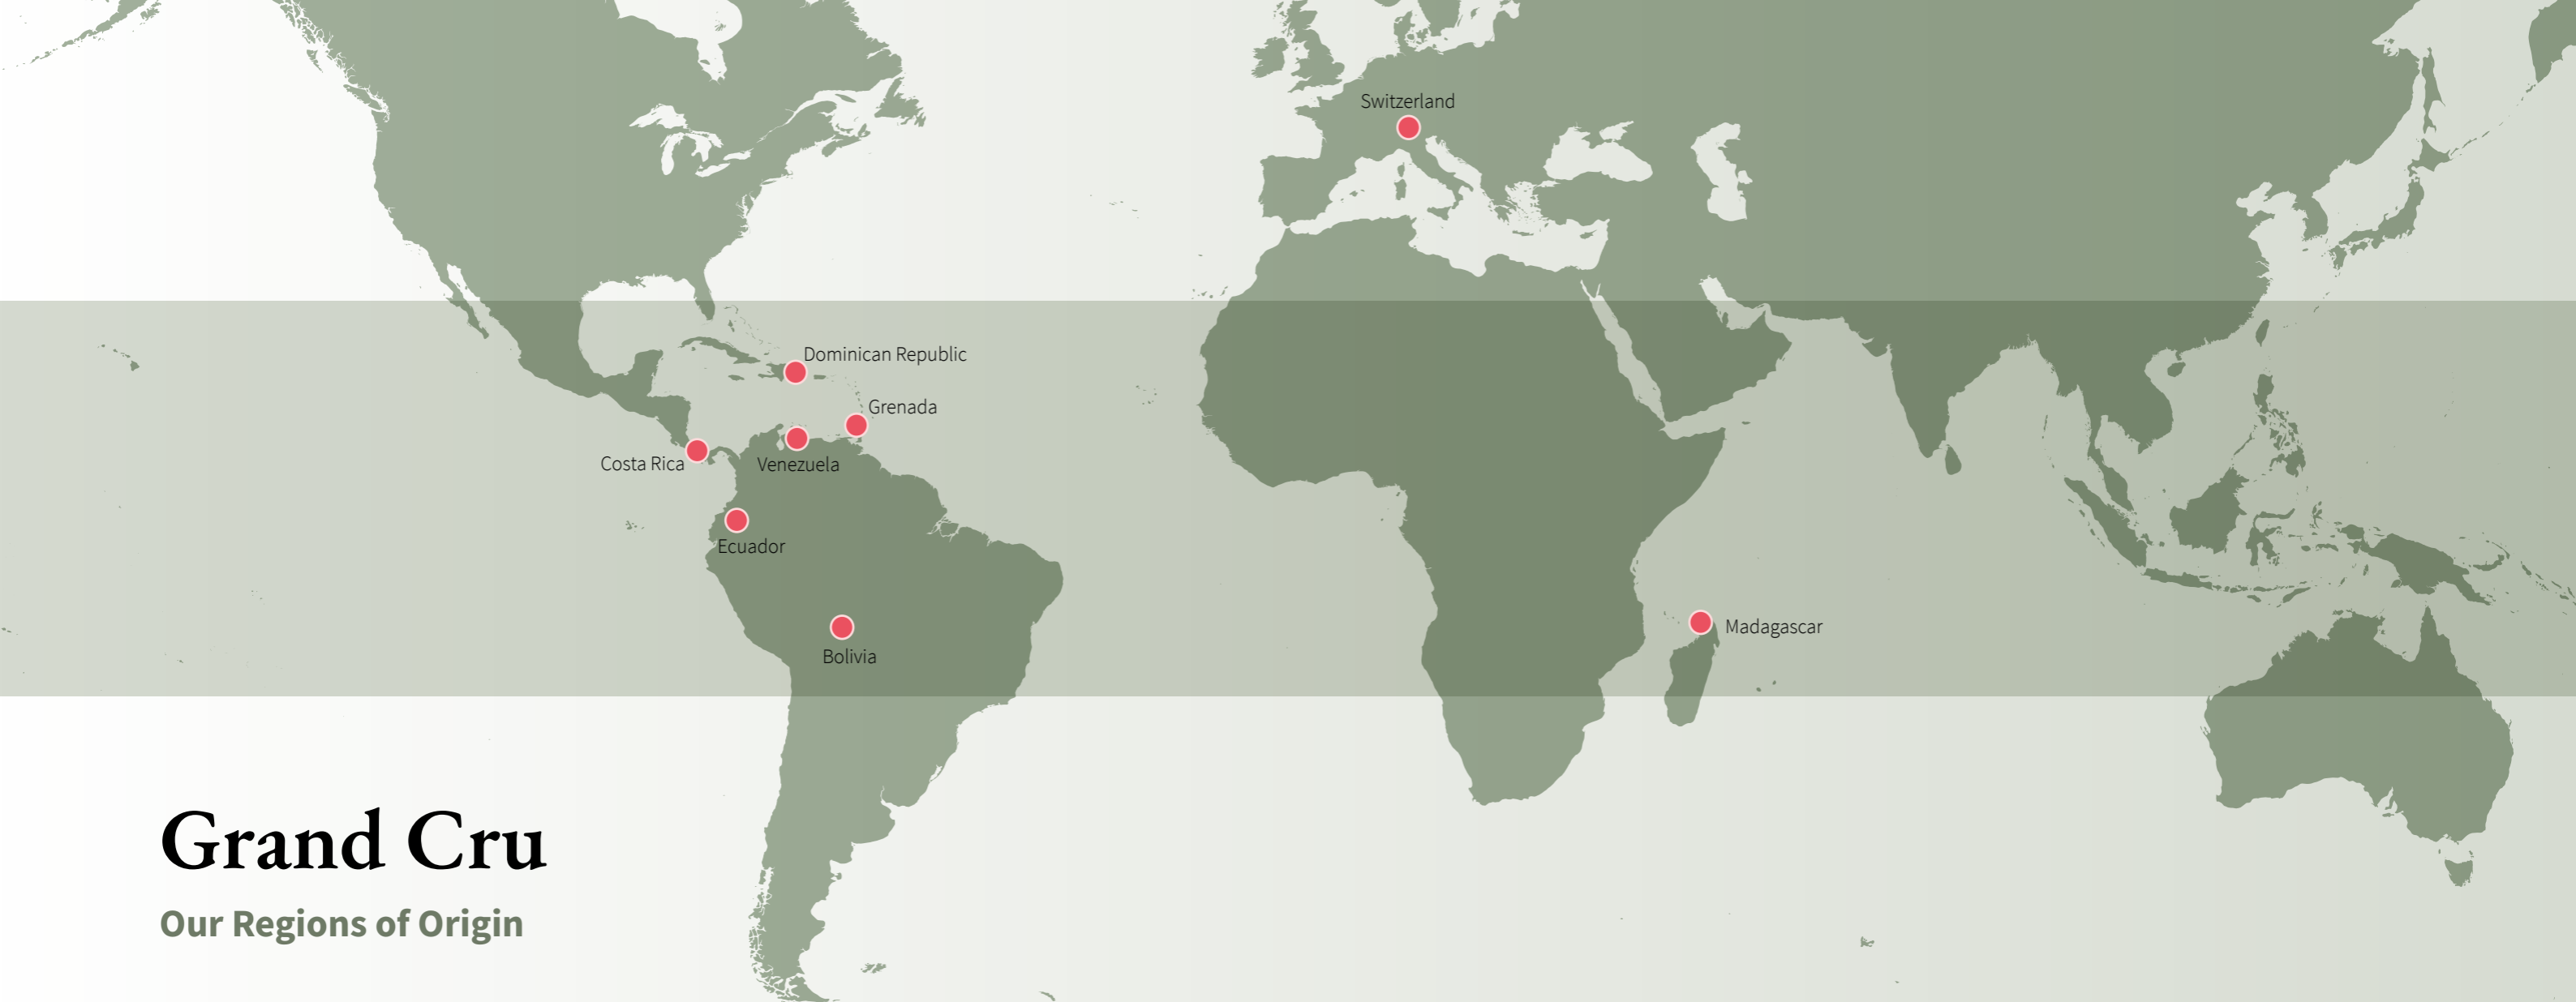 Switzerland
Dominican Republic
Grenada
Costa Rica
Venezuela
Ecuador
Bolivia
Madagascar
Grand Cru
Our Regions of Origin